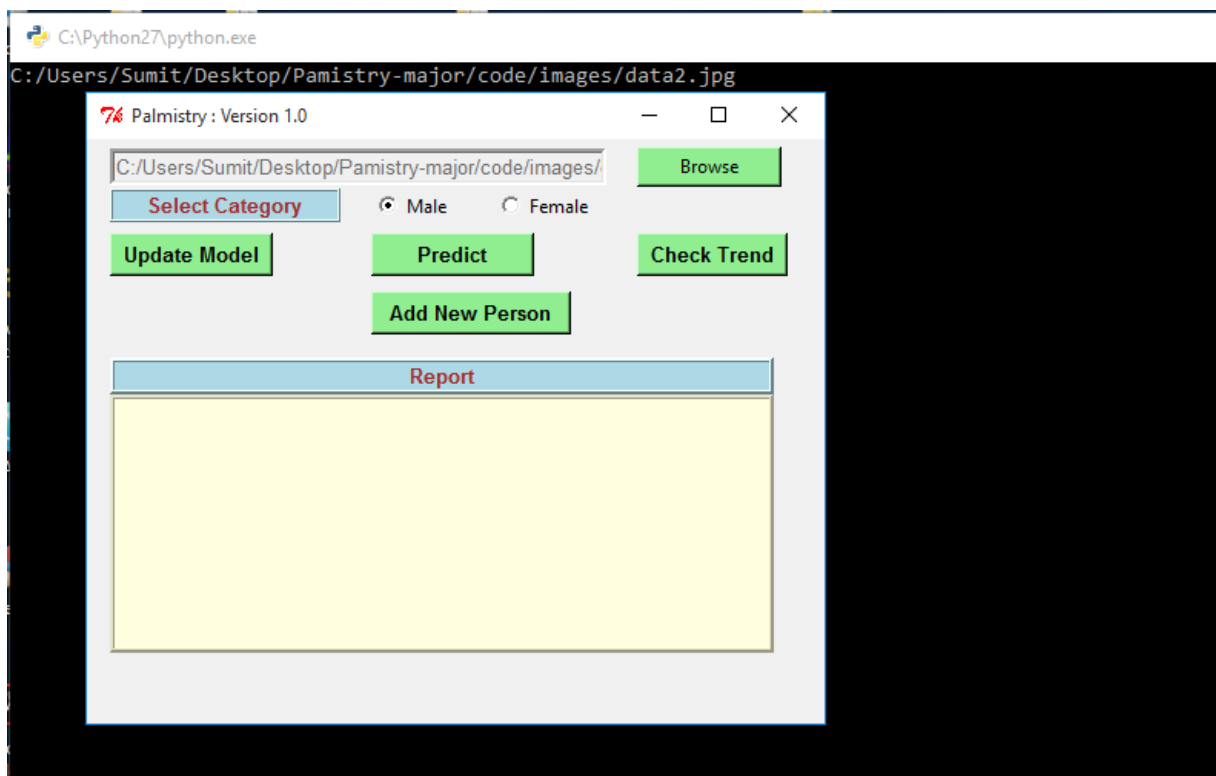 C:\Python27\python.exe
C:/Users/Sumit/Desktop/Pamistry-major/code/images/data2.jpg
Palmistry : Version 1.0
C:/Users/Sumit/Desktop/Pamistry-major/code/images/ Browse
Select Category Male Female
Update Model Predict Check Trend
Add New Person
Report